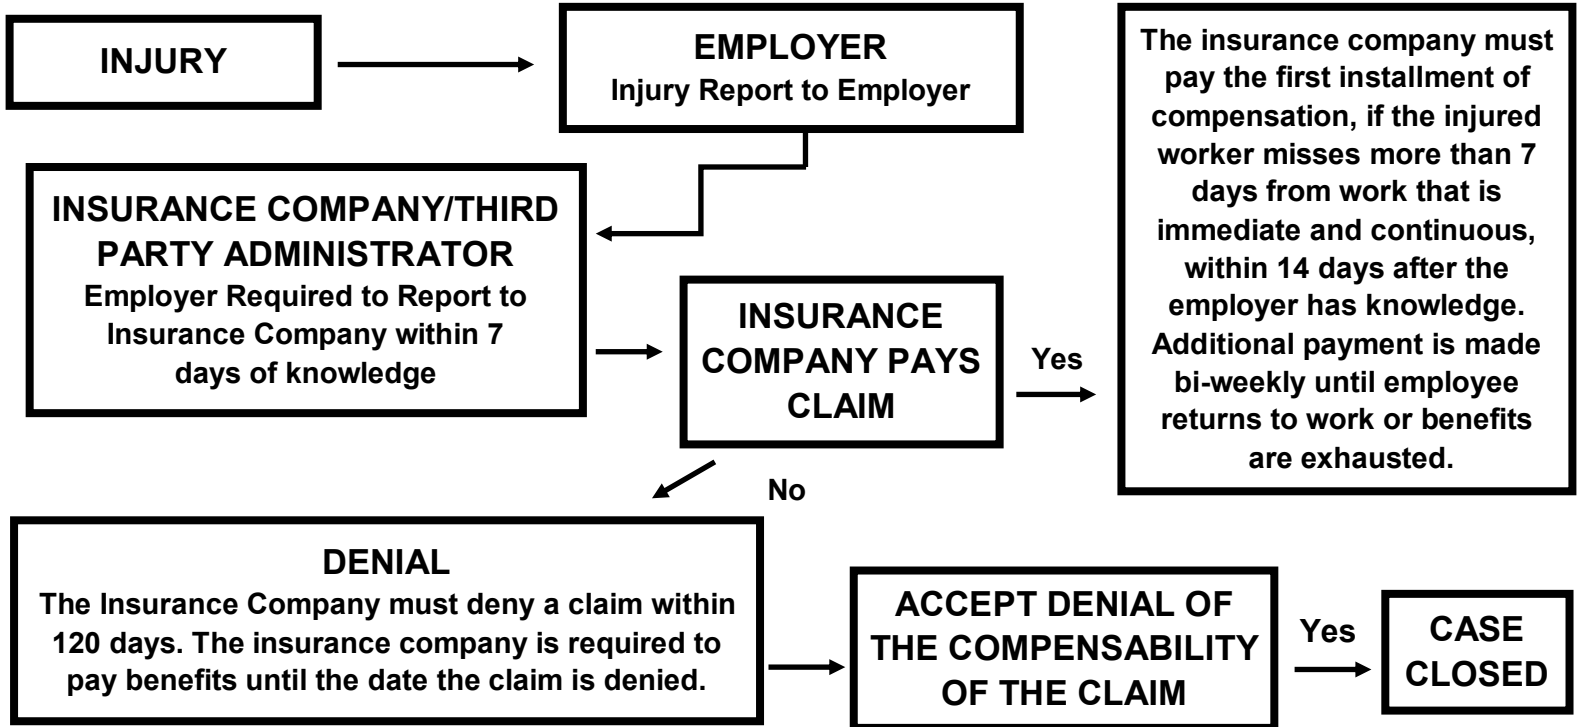 INJURY
EMPLOYER
Injury Report to Employer
The insurance company must
pay the first installment of
compensation, if the injured
worker misses more than 7
days from work that is
immediate and continuous,
within 14 days after the
employer has knowledge.
Additional payment is made
bi-weekly until employee
returns to work or benefits
are exhausted.
INSURANCE COMPANY/THIRD
PARTY ADMINISTRATOR
Employer Required to Report to
Insurance Company within 7
days of knowledge
INSURANCE
COMPANY PAYS
CLAIM
Yes
No
DENIAL
The Insurance Company must deny a claim within
120 days. The insurance company is required to
pay benefits until the date the claim is denied.
ACCEPT DENIAL OF
THE COMPENSABILITY
OF THE CLAIM
Yes
CASE
CLOSED